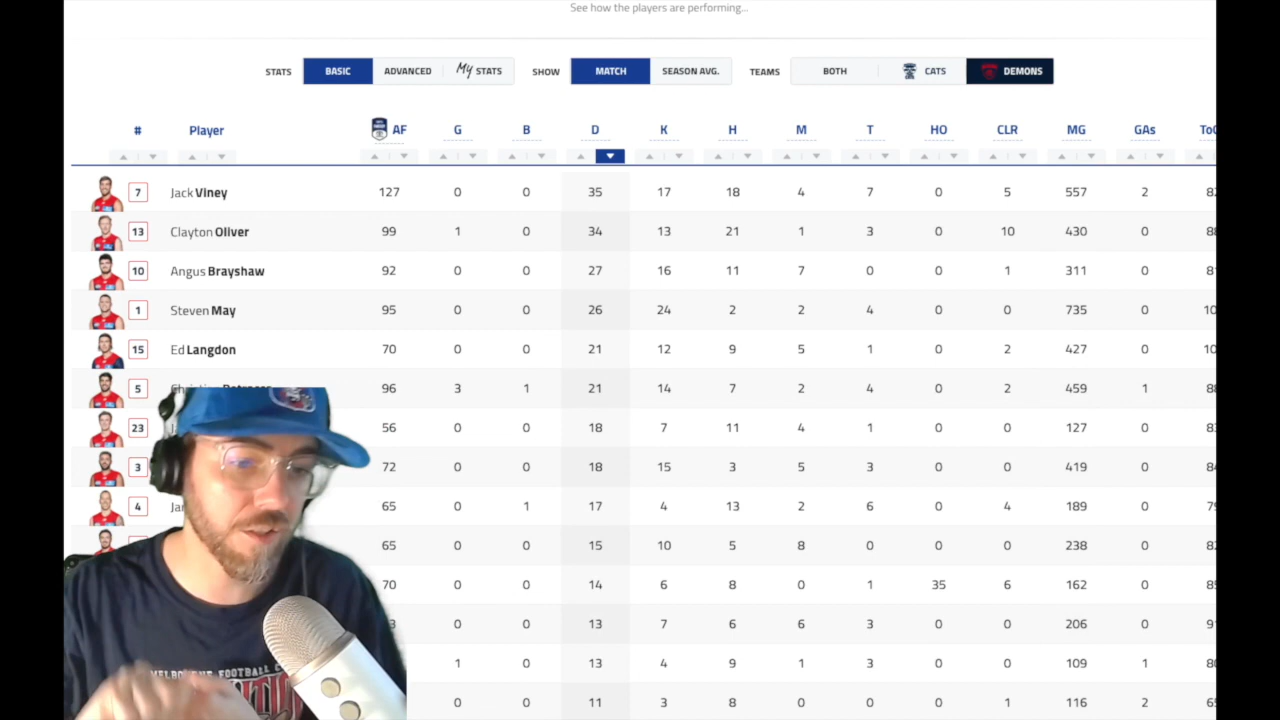 See how the players are performing...
STATS BASIC ADVANCED My STATS SHOW MATCH SEASON AVG. TEAMS BOTH CATS DEMONS
# Player AF G B D K H M T HO CLR MG GAs
7 Jack Viney 127 0 0 35 17 18 4 7 0 5 557 2
13 Clayton Oliver 99 1 0 34 13 21 1 3 0 10 430 0
10 Angus Brayshaw 92 0 0 27 16 11 7 0 0 1 311 0
1 Steven May 95 0 0 26 24 2 2 4 0 0 735 0
15 Ed Langdon 70 0 0 21 12 9 5 1 0 2 427 0
5 96 3 1 21 14 7 2 4 0 2 459 1
23 56 0 0 18 7 11 4 1 0 0 127 0
3 72 0 0 18 15 3 5 3 0 0 419 0
4 65 0 1 17 4 13 2 6 0 4 189 0
65 0 0 15 10 5 8 0 0 0 238 0
70 0 0 14 6 8 0 1 35 6 162 0
0 0 13 7 6 6 3 0 0 206 0
1 0 13 4 9 1 3 0 0 109 1
0 0 11 3 8 0 0 0 1 116 2
MELBOURNE FOOTBALL